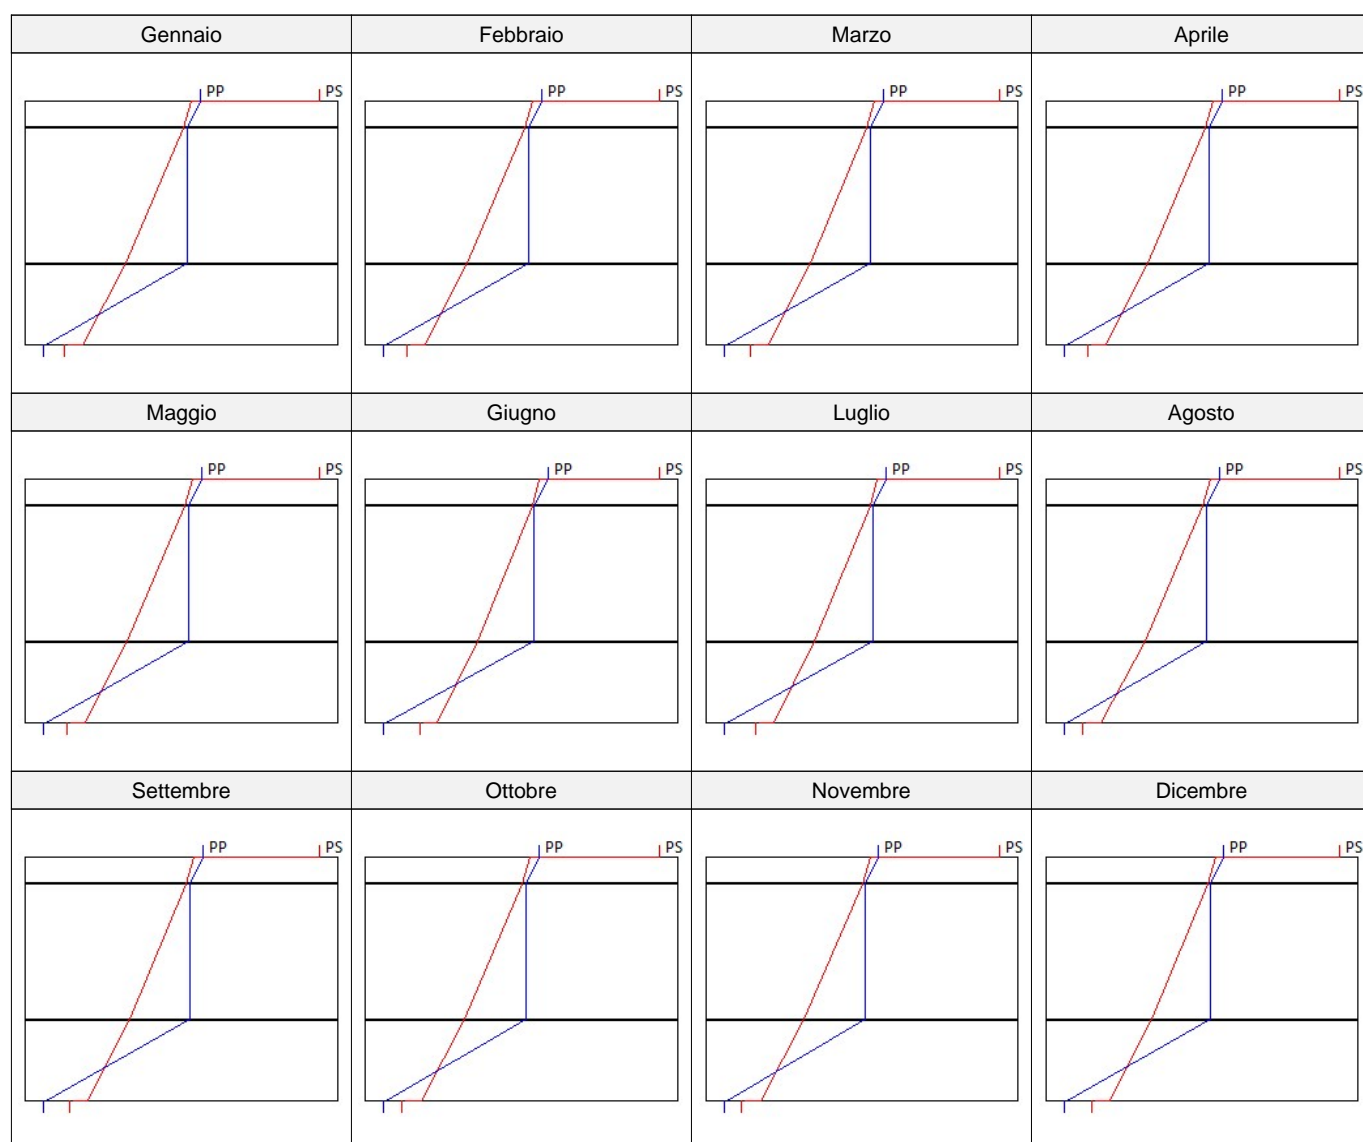 Gennaio Febbraio Marzo Aprile
PP PS PP PS PP PS PP PS
Maggio Giugno Luglio Agosto
PP PS PP PS PP PS PP PS
Settembre Ottobre Novembre Dicembre
PP PS PP PS PP PS PP PS